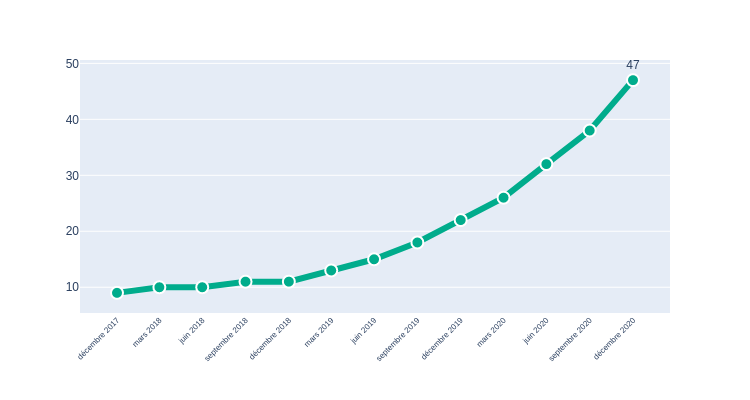 50
47
40
30
20
10
décembre 2017
mars 2018
juin 2018
septembre 2018
décembre 2018
mars 2019
juin 2019
septembre 2019
décembre 2019
mars 2020
juin 2020
septembre 2020
décembre 2020